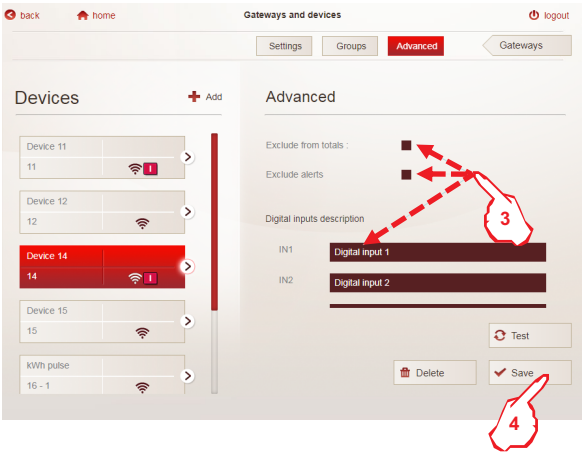 back home Gateways and devices logout
Settings Groups Advanced Gateways
Devices Add
Device 11
11 I
Device 12
12
Device 14
14 I
Device 15
15
kWh pulse
16 - 1
Advanced
Exclude from totals :
Exclude alerts
3
Digital inputs description
IN1 Digital input 1
IN2 Digital input 2
Test
Delete Save
4